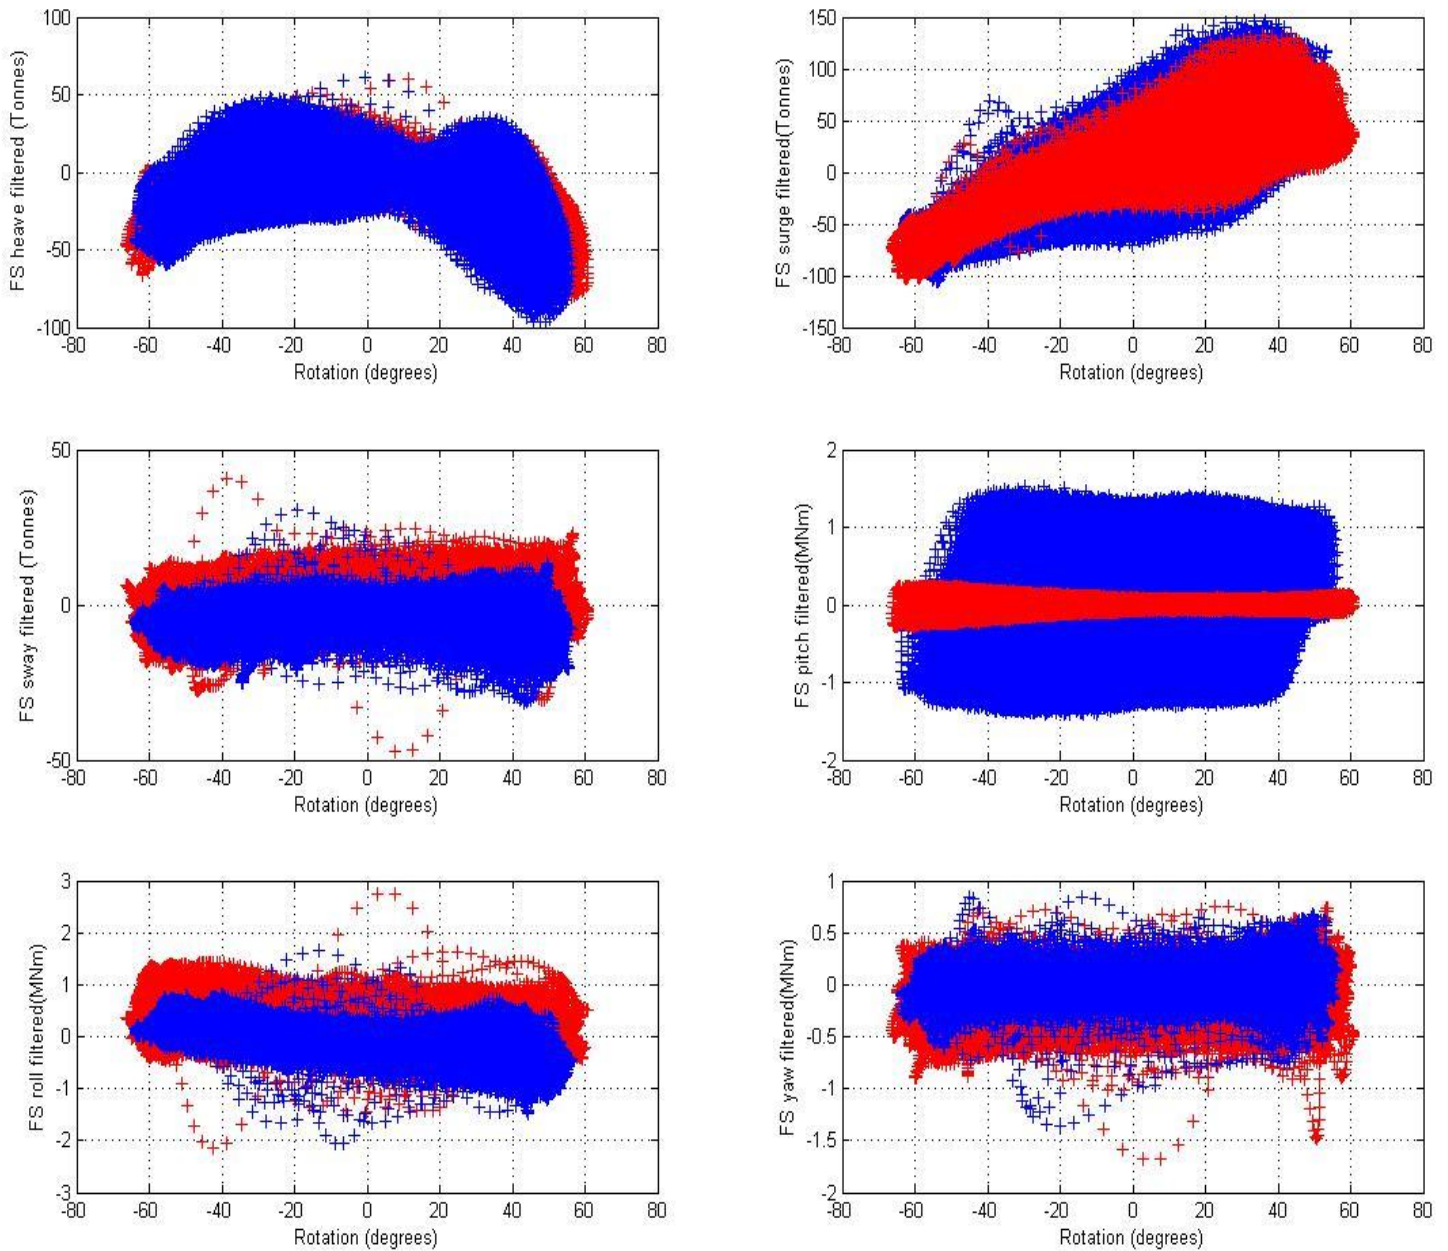 100
50
0
-50
-100
-80 -60 -40 -20 0 20 40 60 80
Rotation (degrees)
FS heave filtered (Tonnes)
150
100
50
0
-50
-100
-150
-80 -60 -40 -20 0 20 40 60 80
Rotation (degrees)
FS surge filtered(Tonnes)
50
0
-50
-80 -60 -40 -20 0 20 40 60 80
Rotation (degrees)
FS sway filtered (Tonnes)
2
1
0
-1
-2
-80 -60 -40 -20 0 20 40 60 80
Rotation (degrees)
FS pitch filtered(MNm)
3
2
1
0
-1
-2
-3
-80 -60 -40 -20 0 20 40 60 80
Rotation (degrees)
FS roll filtered(MNm)
1
0.5
0
-0.5
-1
-1.5
-2
-80 -60 -40 -20 0 20 40 60 80
Rotation (degrees)
FS yaw filtered(MNm)